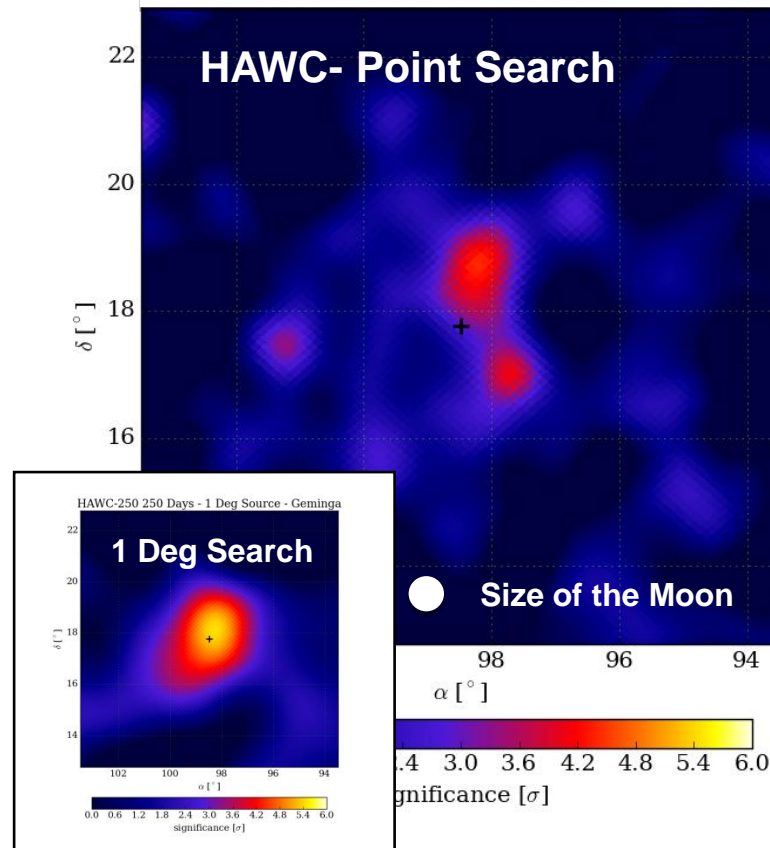 HAWC- Point Search
22
20
18
16
δ [°]
98 96 94
α [°]
Size of the Moon
.4 3.0 3.6 4.2 4.8 5.4 6.0
gnificance [σ]
HAWC-250 250 Days - 1 Deg Source - Geminga
1 Deg Search
22
20
18
16
14
δ [°]
102 100 98 96 94
α [°]
0.0 0.6 1.2 1.8 2.4 3.0 3.6 4.2 4.8 5.4 6.0
significance [σ]